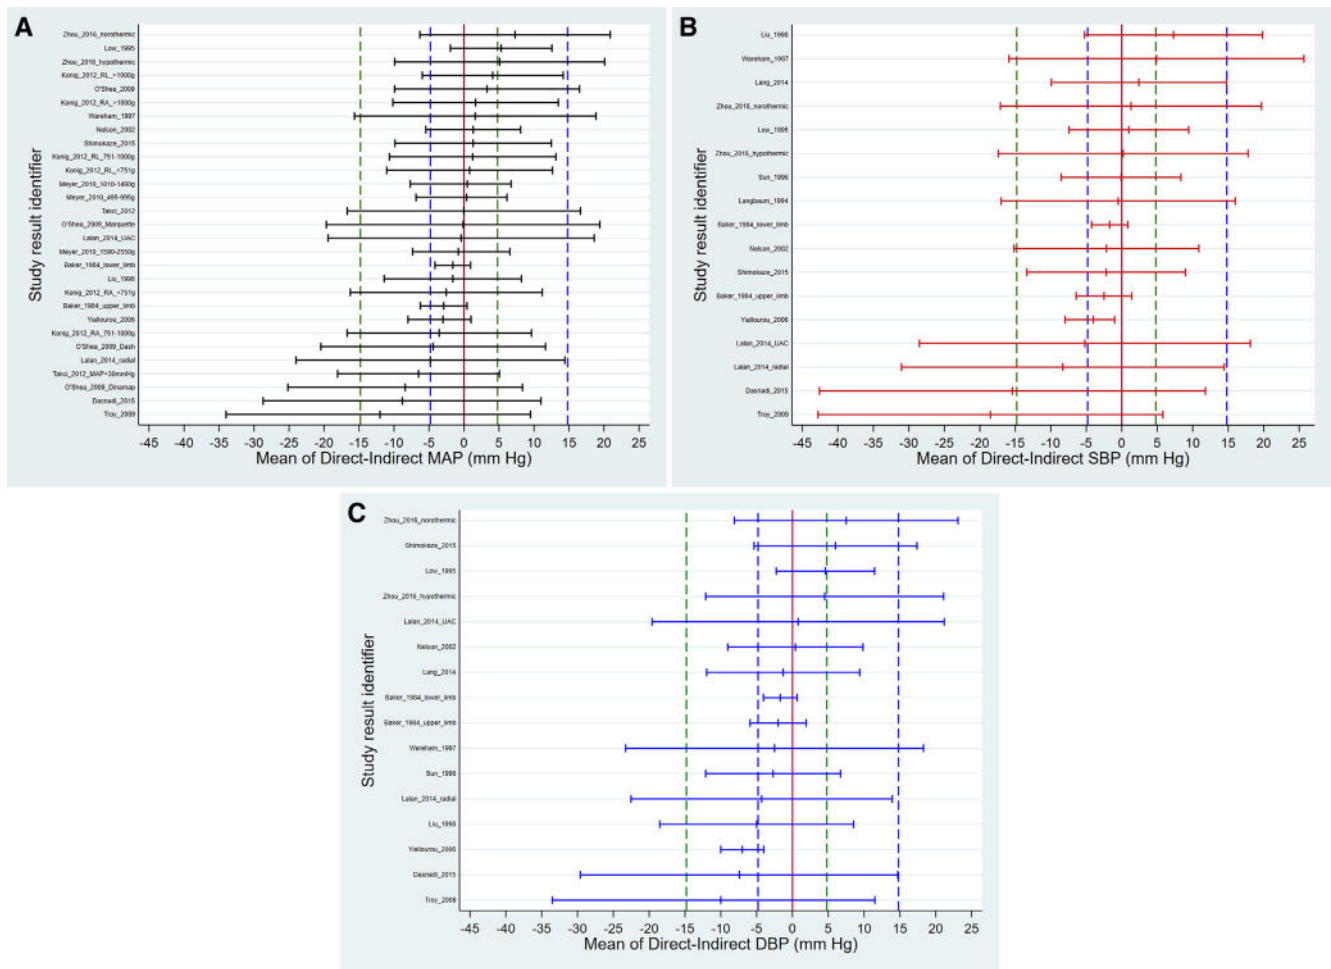 A
Zhou_2016_norothermic
Low_1995
Zhou_2016_hypothermic
Konig_2012_RL_>1000g
O'Shea_2009
Konig_2012_RA_>1000g
Wareham_1997
Nelson_2002
Shimokaze_2015
Konig_2012_RL_751-1000g
Konig_2012_RL_<751g
Meyer_2010_1010-1490g
Meyer_2010_495-995g
Takci_2012
O'Shea_2009_Marquette
Lalan_2014_UAC
Meyer_2010_1590-2550g
Baker_1984_lower_limb
Liu_1998
Konig_2012_RA_<751g
Baker_1984_upper_limb
Yiallourou_2006
Konig_2012_RA_751-1000g
O'Shea_2009_Dash
Lalan_2014_radial
Takci_2012_MAP<30mmHg
O'Shea_2009_Dinamap
Dasnadi_2015
Troy_2009
Study result identifier
-45 -40 -35 -30 -25 -20 -15 -10 -5 0 5 10 15 20 25
Mean of Direct-Indirect MAP (mm Hg)
B
Liu_1998
Wareham_1997
Lang_2014
Zhou_2016_norothermic
Low_1995
Zhou_2016_hypothermic
Sun_1996
Langbaum_1994
Baker_1984_lower_limb
Nelson_2002
Shimokaze_2015
Baker_1984_upper_limb
Yiallourou_2006
Lalan_2014_UAC
Lalan_2014_radial
Dasnadi_2015
Troy_2009
Study result identifier
-45 -40 -35 -30 -25 -20 -15 -10 -5 0 5 10 15 20 25
Mean of Direct-Indirect SBP (mm Hg)
C
Zhou_2016_norothermic
Shimokaze_2015
Low_1995
Zhou_2016_hypothermic
Lalan_2014_UAC
Nelson_2002
Lang_2014
Baker_1984_lower_limb
Baker_1984_upper_limb
Wareham_1997
Sun_1996
Lalan_2014_radial
Liu_1998
Yiallourou_2006
Dasnadi_2015
Troy_2009
Study result identifier
-45 -40 -35 -30 -25 -20 -15 -10 -5 0 5 10 15 20 25
Mean of Direct-Indirect DBP (mm Hg)